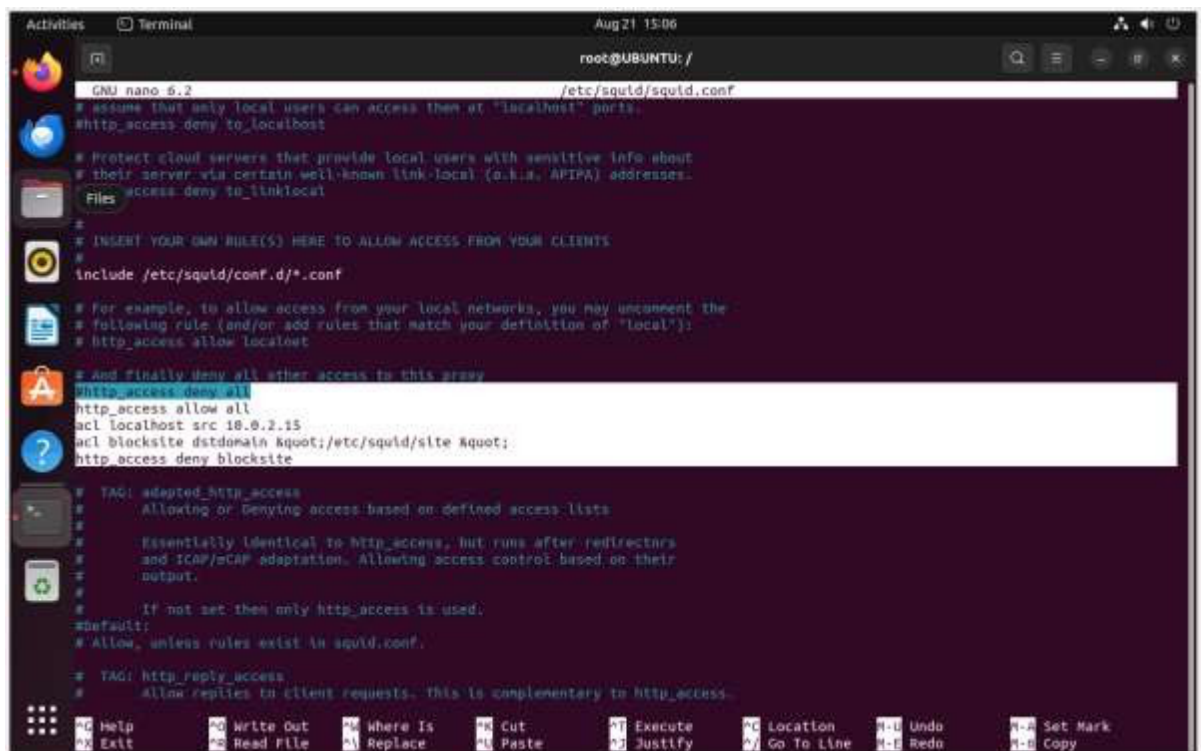 Activities Terminal Aug 21 15:06
root@UBUNTU: /
GNU nano 6.2 /etc/squid/squid.conf
# assume that only local users can access them at "localhost" ports.
#http_access deny to_localhost
# Protect cloud servers that provide local users with sensitive info about
# their server via certain well-known link-local (a.k.a. APIPA) addresses.
Files access deny to_linklocal
#
# INSERT YOUR OWN RULE(S) HERE TO ALLOW ACCESS FROM YOUR CLIENTS
#
include /etc/squid/conf.d/*.conf
# For example, to allow access from your local networks, you may uncomment the
# following rule (and/or add rules that match your definition of "local"):
# http_access allow localnet
# And finally deny all other access to this proxy
#http_access deny all
http_access allow all
acl localhost src 10.0.2.15
acl blocksite dstdomain &quot;/etc/squid/site &quot;
http_access deny blocksite
# TAG: adapted_http_access
# Allowing or Denying access based on defined access lists
#
# Essentially identical to http_access, but runs after redirectors
# and ICAP/eCAP adaptation. Allowing access control based on their
# output.
#
# If not set then only http_access is used.
#Default:
# Allow, unless rules exist in squid.conf.
# TAG: http_reply_access
# Allow replies to client requests. This is complementary to http_access.
^G Help ^O Write Out ^W Where Is ^K Cut ^T Execute ^C Location M-U Undo M-A Set Mark
^X Exit ^R Read File ^\ Replace ^U Paste ^J Justify ^/ Go To Line M-E Redo M-6 Copy